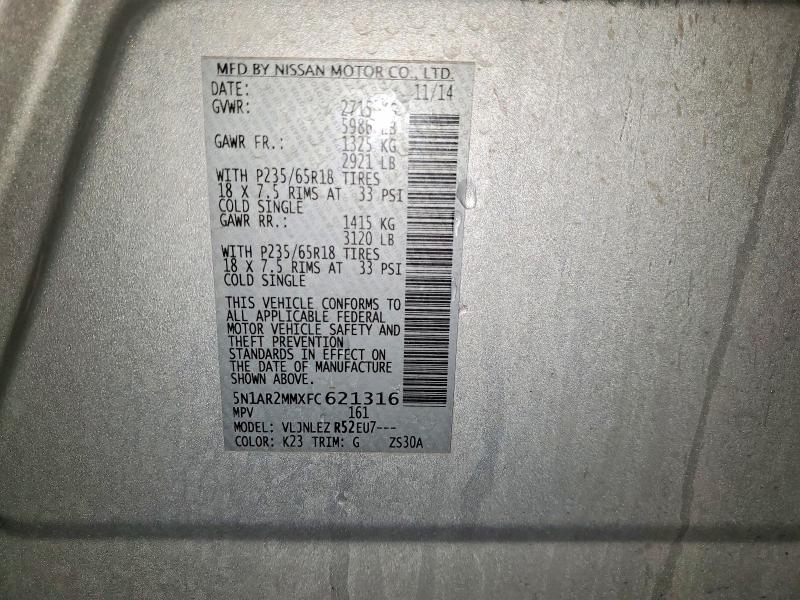 MFD BY NISSAN MOTOR CO., LTD.
DATE: 11/14
GVWR: 2715 KG
5986 LB
GAWR FR.: 1325 KG
2921 LB
WITH P235/65R18 TIRES
18 X 7.5 RIMS AT 33 PSI
COLD SINGLE
GAWR RR.: 1415 KG
3120 LB
WITH P235/65R18 TIRES
18 X 7.5 RIMS AT 33 PSI
COLD SINGLE
THIS VEHICLE CONFORMS TO
ALL APPLICABLE FEDERAL
MOTOR VEHICLE SAFETY AND
THEFT PREVENTION
STANDARDS IN EFFECT ON
THE DATE OF MANUFACTURE
SHOWN ABOVE.
5N1AR2MMXFC621316
MPV 161
MODEL: VLJNLEZ R52EU7---
COLOR: K23 TRIM: G ZS30A